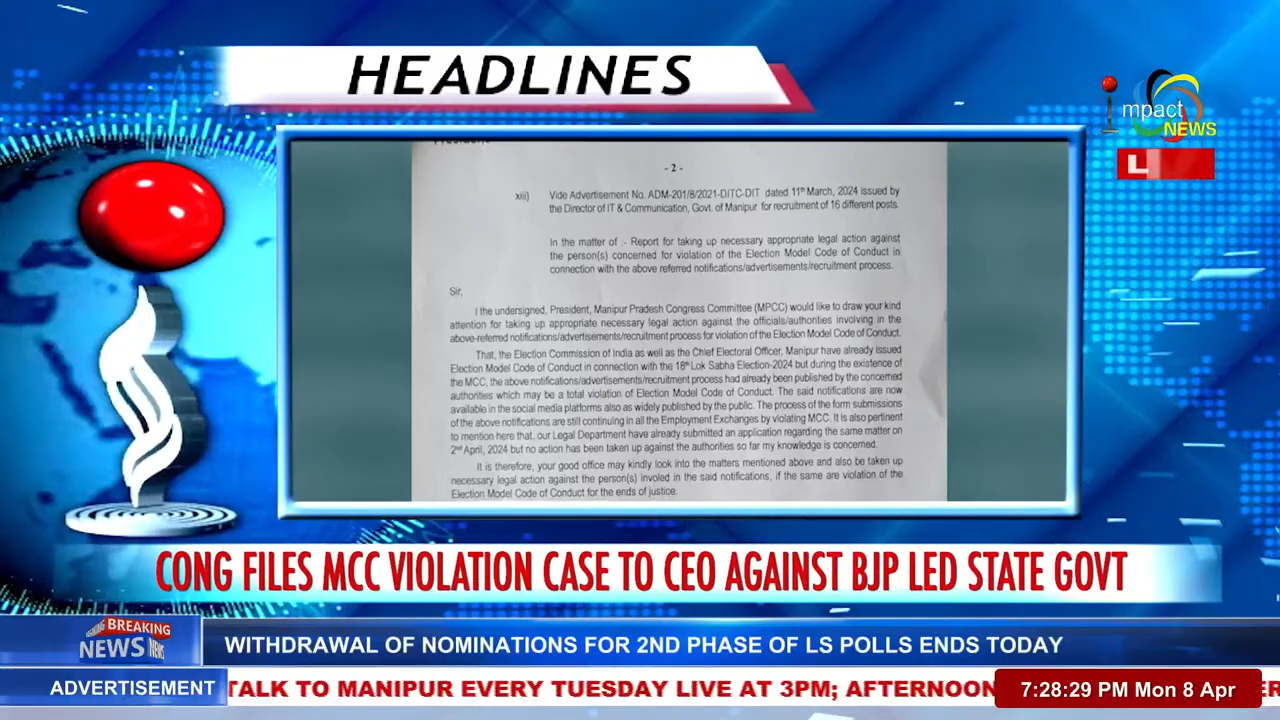 HEADLINES
impact
NEWS
L
- 2 -
xiii) Vide Advertisement No. ADM-201/8/2021-DITC-DIT dated 11th March, 2024 issued by
the Director of IT & Communication, Govt. of Manipur for recruitment of 16 different posts.
In the matter of :- Report for taking up necessary appropriate legal action against
the person(s) concerned for violation of the Election Model Code of Conduct in
connection with the above referred notifications/advertisements/recruitment process.
Sir,
I the undersigned, President, Manipur Pradesh Congress Committee (MPCC) would like to draw your kind
attention for taking up appropriate necessary legal action against the officials/authorities involving in the
above-referred notifications/advertisements/recruitment process for violation of the Election Model Code of Conduct.
That, the Election Commission of India as well as the Chief Electoral Officer, Manipur have already issued
Election Model Code of Conduct in connection with the 18th Lok Sabha Election-2024 but during the existence of
the MCC, the above notifications/advertisements/recruitment process had already been published by the concerned
authorities which may be a total violation of Election Model Code of Conduct. The said notifications are now
available in the social media platforms also as widely published by the public. The process of the form submissions
of the above notifications are still continuing in all the Employment Exchanges by violating MCC. It is also pertinent
to mention here that, our Legal Department have already submitted an application regarding the same matter on
2nd April, 2024 but no action has been taken up against the authorities so far my knowledge is concerned.
It is therefore, your good office may kindly look into the matters mentioned above and also be taken up
necessary legal action against the person(s) involed in the said notifications, if the same are violation of the
Election Model Code of Conduct for the ends of justice.
CONG FILES MCC VIOLATION CASE TO CEO AGAINST BJP LED STATE GOVT
BREAKING
NEWS
NEWS
WITHDRAWAL OF NOMINATIONS FOR 2ND PHASE OF LS POLLS ENDS TODAY
ADVERTISEMENT
TALK TO MANIPUR EVERY TUESDAY LIVE AT 3PM; AFTERNOON
7:28:29 PM Mon 8 Apr